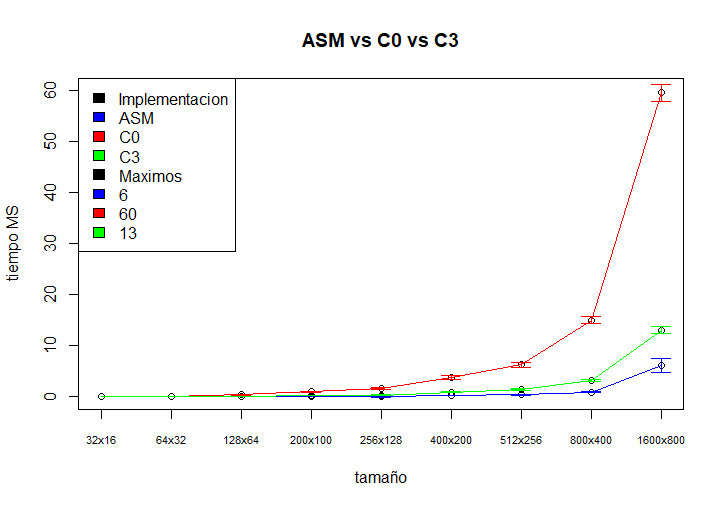 ASM vs C0 vs C3
Implementacion
ASM
C0
C3
Maximos
6
60
13
tiempo MS
60
50
40
30
20
10
0
32x16 64x32 128x64 200x100 256x128 400x200 512x256 800x400 1600x800
tamaño